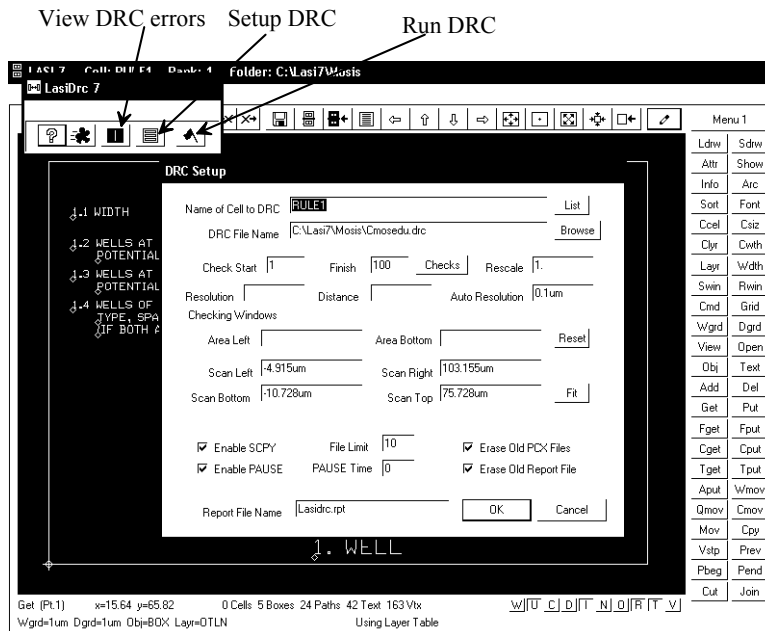 View DRC errors Setup DRC Run DRC
Folder: C:\Lasi7\Mosis
LasiDrc 7
Menu 1
DRC Setup
Name of Cell to DRC RULE1 List
DRC File Name C:\Lasi7\Mosis\Cmosedu.drc Browse
Check Start 1 Finish 100 Checks Rescale 1.
Resolution Distance Auto Resolution 0.1um
Checking Windows
Area Left Area Bottom Reset
Scan Left -4.915um Scan Right 103.155um
Scan Bottom -10.728um Scan Top 75.728um Fit
Enable SCPY File Limit 10 Erase Old PCX Files
Enable PAUSE PAUSE Time 0 Erase Old Report File
Report File Name Lasidrc.rpt OK Cancel
1.1 WIDTH
1.2 WELLS AT
POTENTIAL
1.3 WELLS AT
POTENTIAL
1.4 WELLS OF
TYPE, SPA
IF BOTH A
1. WELL
Ldrw Sdrw
Attr Show
Info Arc
Sort Font
Ccel Csiz
Clyr Cwth
Layr Wdth
Swin Rwin
Cmd Grid
Wgrd Dgrd
View Open
Obj Text
Add Del
Get Put
Fget Fput
Cget Cput
Tget Tput
Aput Wmov
Qmov Cmov
Mov Cpy
Vstp Prev
Pbeg Pend
Cut Join
Get (Pt.1) x=15.64 y=65.82 0 Cells 5 Boxes 24 Paths 42 Text 163 Vtx W U C D I N O R T V
Wgrd=1um Dgrd=1um Obj=BOX Layr=OTLN Using Layer Table